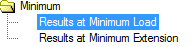 Minimum
Results at Minimum Load
Results at Minimum Extension